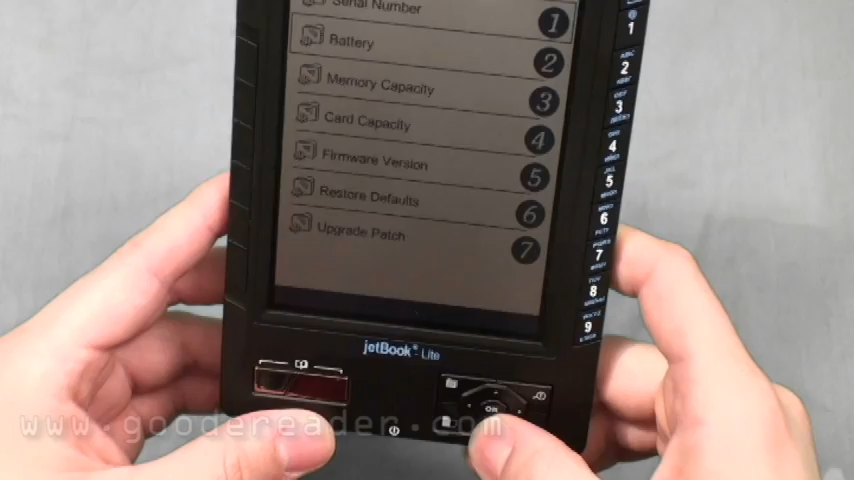 Serial Number 1
Battery 2
Memory Capacity 3
Card Capacity 4
Firmware Version 5
Restore Defaults 6
Upgrade Patch 7
1
2
3
4
5
6
7
8
9
jetBook® Lite
OK
www.goodereader.com